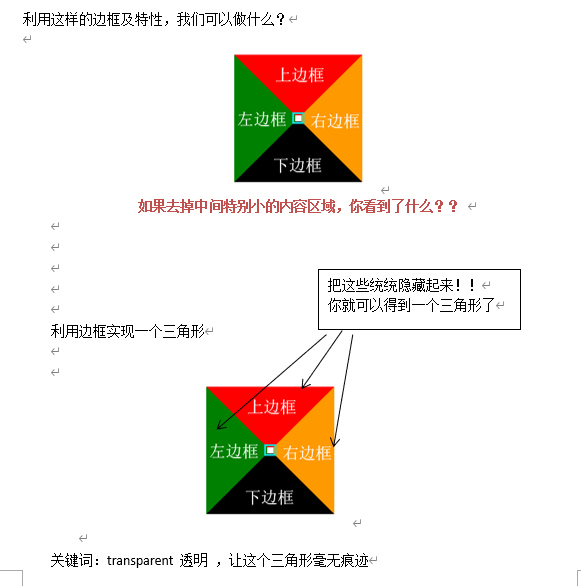 利用这样的边框及特性，我们可以做什么？
上边框
左边框 右边框
下边框
如果去掉中间特别小的内容区域，你看到了什么？？
把这些统统隐藏起来！！
你就可以得到一个三角形了
利用边框实现一个三角形
上边框
左边框 右边框
下边框
关键词：transparent 透明 ，让这个三角形毫无痕迹